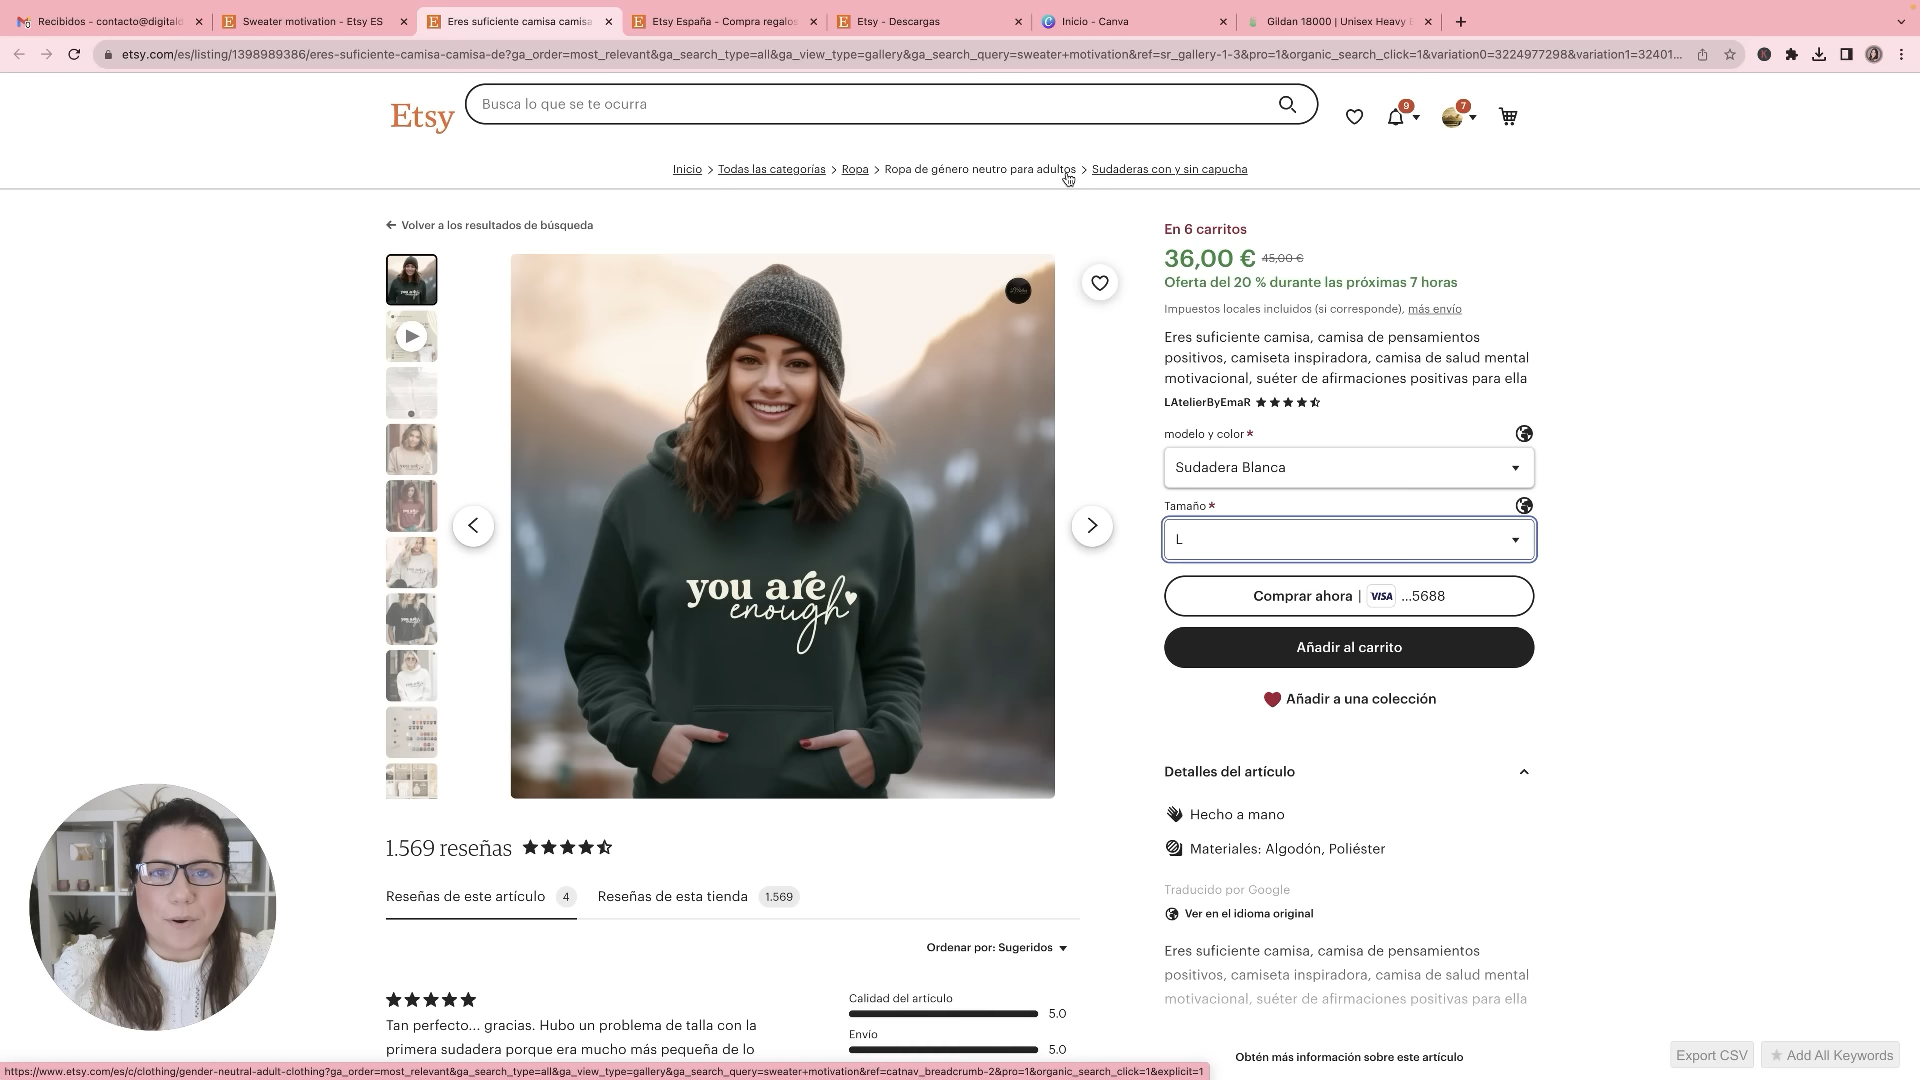 Recibidos - contacto@digitald
Sweater motivation - Etsy ES
Eres suficiente camisa camisa
Etsy España - Compra regalos
Etsy - Descargas
Inicio - Canva
Gildan 18000 | Unisex Heavy B
etsy.com/es/listing/1398989386/eres-suficiente-camisa-camisa-de?ga_order=most_relevant&ga_search_type=all&ga_view_type=gallery&ga_search_query=sweater+motivation&ref=sr_gallery-1-3&pro=1&organic_search_click=1&variation0=3224977298&variation1=32401...
Etsy
Busca lo que se te ocurra
9
7
Inicio > Todas las categorías > Ropa > Ropa de género neutro para adultos > Sudaderas con y sin capucha
Volver a los resultados de búsqueda
you are
enough
En 6 carritos
36,00 € 45,00 €
Oferta del 20 % durante las próximas 7 horas
Impuestos locales incluidos (si corresponde), más envío
Eres suficiente camisa, camisa de pensamientos
positivos, camiseta inspiradora, camisa de salud mental
motivacional, suéter de afirmaciones positivas para ella
LAtelierByEmaR
modelo y color *
Sudadera Blanca
Tamaño *
L
Comprar ahora | VISA ...5688
Añadir al carrito
Añadir a una colección
Detalles del artículo
Hecho a mano
Materiales: Algodón, Poliéster
Traducido por Google
Ver en el idioma original
Eres suficiente camisa, camisa de pensamientos
positivos, camiseta inspiradora, camisa de salud mental
motivacional, suéter de afirmaciones positivas para ella
Obtén más información sobre este artículo
1.569 reseñas
Reseñas de este artículo 4
Reseñas de esta tienda 1.569
Ordenar por: Sugeridos
Tan perfecto... gracias. Hubo un problema de talla con la
primera sudadera porque era mucho más pequeña de lo
Calidad del artículo
5.0
Envío
5.0
Export CSV
Add All Keywords
https://www.etsy.com/es/c/clothing/gender-neutral-adult-clothing?ga_order=most_relevant&ga_search_type=all&ga_view_type=gallery&ga_search_query=sweater+motivation&ref=catnav_breadcrumb-2&pro=1&organic_search_click=1&explicit=1